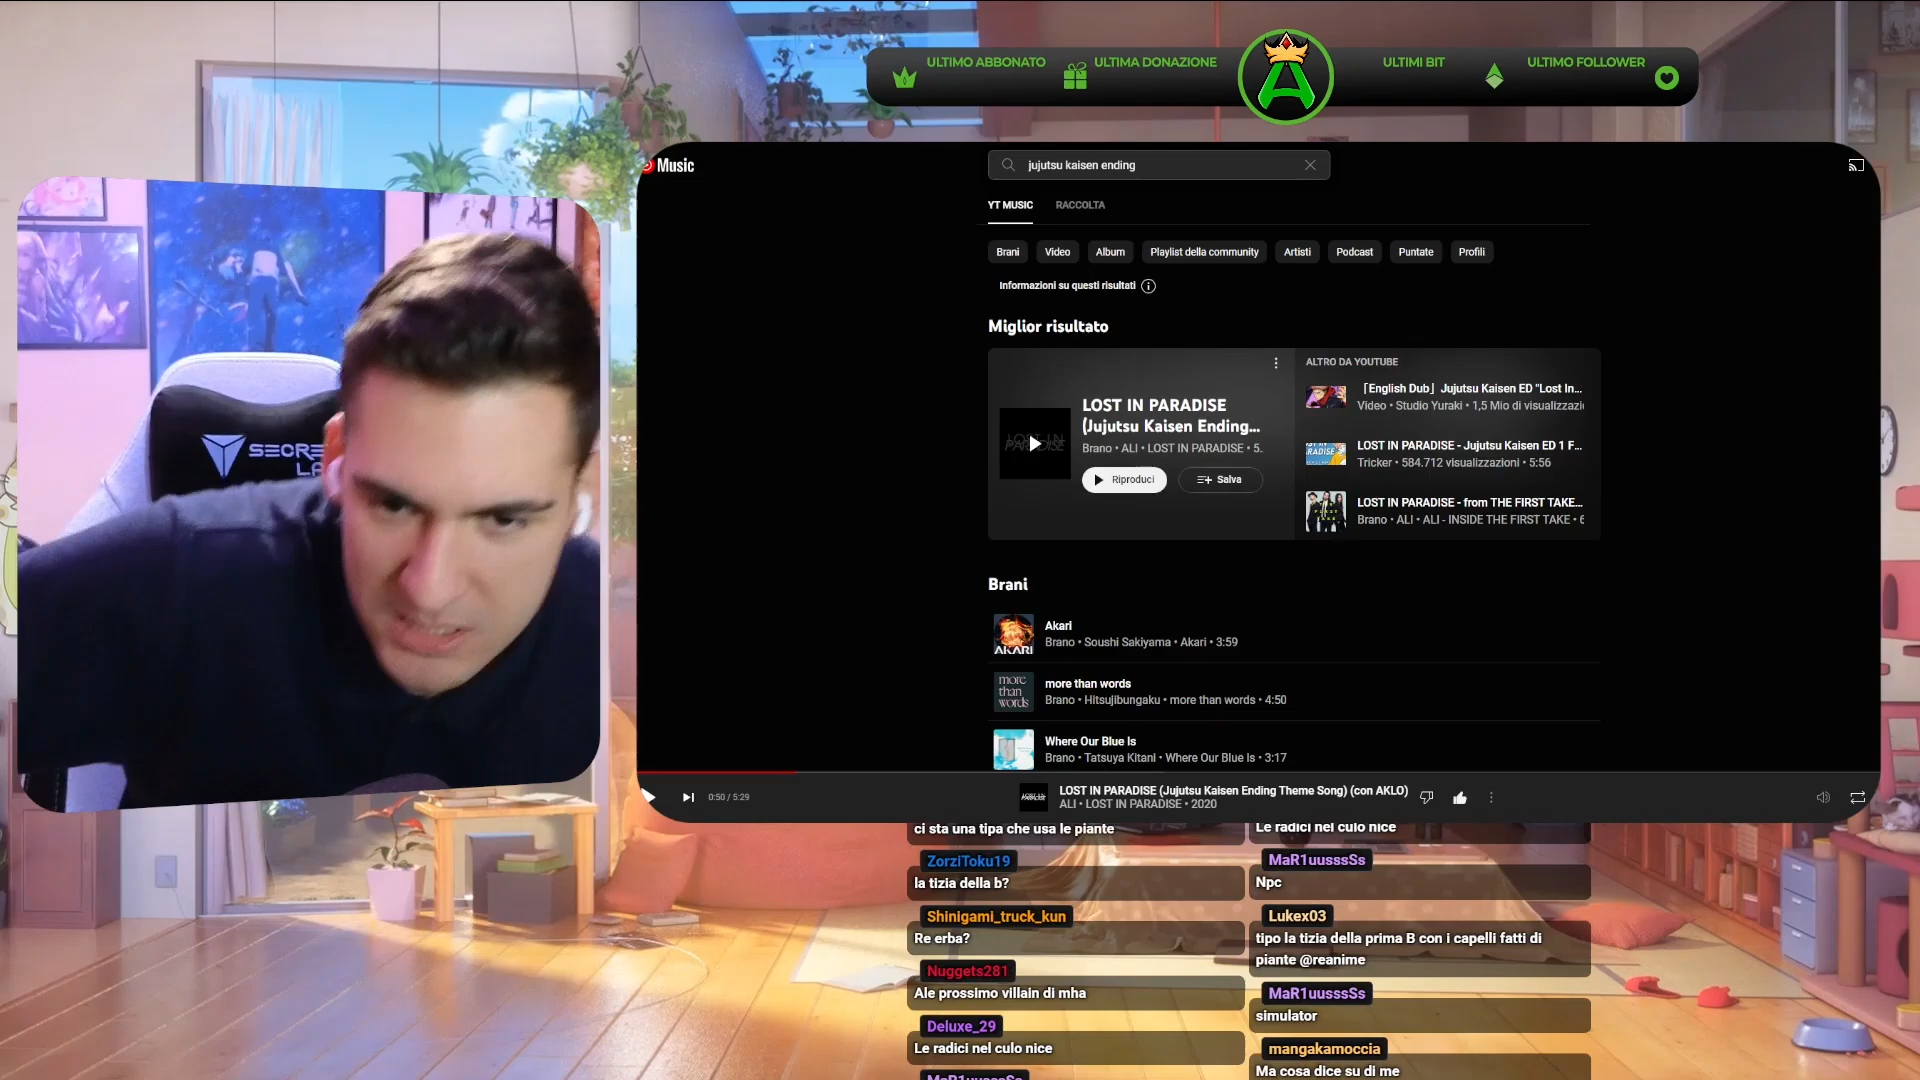 ULTIMO ABBONATO
ULTIMA DONAZIONE
ULTIMI BIT
ULTIMO FOLLOWER
Music
jujutsu kaisen ending
YT MUSIC
RACCOLTA
Brani
Video
Album
Playlist della community
Artisti
Podcast
Puntate
Profili
Informazioni su questi risultati
Miglior risultato
LOST IN PARADISE
(Jujutsu Kaisen Ending...
Brano • ALI • LOST IN PARADISE • 5.
Riproduci
Salva
ALTRO DA YOUTUBE
「English Dub」Jujutsu Kaisen ED "Lost In...
Video • Studio Yuraki • 1,5 Mio di visualizzazi
LOST IN PARADISE - Jujutsu Kaisen ED 1 F...
Tricker • 584.712 visualizzazioni • 5:56
LOST IN PARADISE - from THE FIRST TAKE...
Brano • ALI • ALI - INSIDE THE FIRST TAKE • 6
Brani
AKARI
Akari
Brano • Soushi Sakiyama • Akari • 3:59
more
than
words
more than words
Brano • Hitsujibungaku • more than words • 4:50
Where Our Blue Is
Brano • Tatsuya Kitani • Where Our Blue Is • 3:17
0:50 / 5:29
LOST IN PARADISE (Jujutsu Kaisen Ending Theme Song) (con AKLO)
ALI • LOST IN PARADISE • 2020
SECRE
LA
ci sta una tipa che usa le piante
ZorziToku19
la tizia della b?
Shinigami_truck_kun
Re erba?
Nuggets281
Ale prossimo villain di mha
Deluxe_29
Le radici nel culo nice
MaR1uusssSs
Le radici nel culo nice
MaR1uusssSs
Npc
Lukex03
tipo la tizia della prima B con i capelli fatti di
piante @reanime
MaR1uusssSs
simulator
mangakamoccia
Ma cosa dice su di me